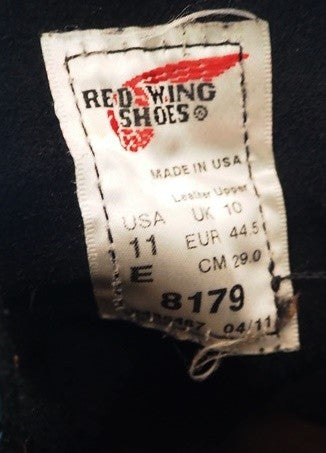 RED WING
SHOES®
MADE IN USA
Leather Upper
USA UK 10
11 EUR 44.5
E CM 29.0
8179
04/11